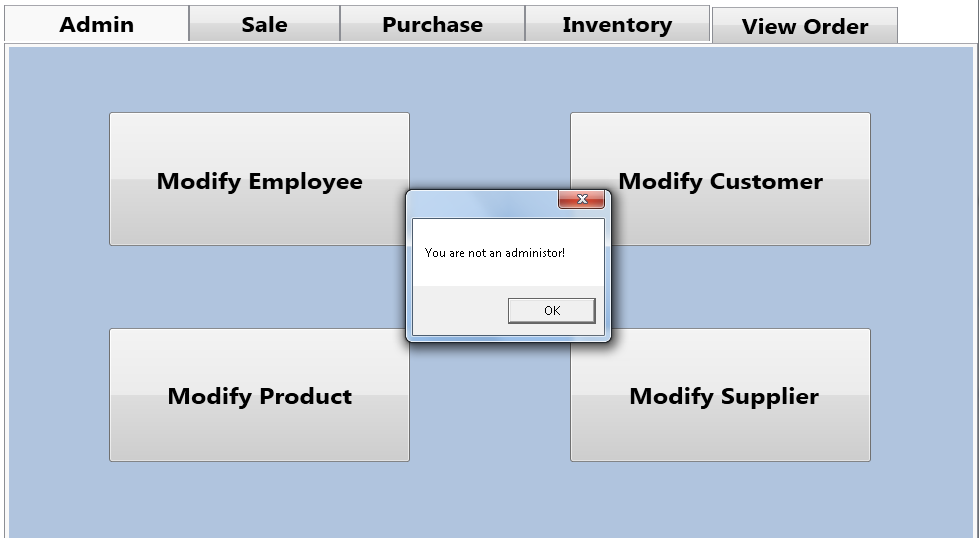 Admin
Sale
Purchase
Inventory
View Order
Modify Employee
Modify Customer
You are not an administor!
OK
Modify Product
Modify Supplier